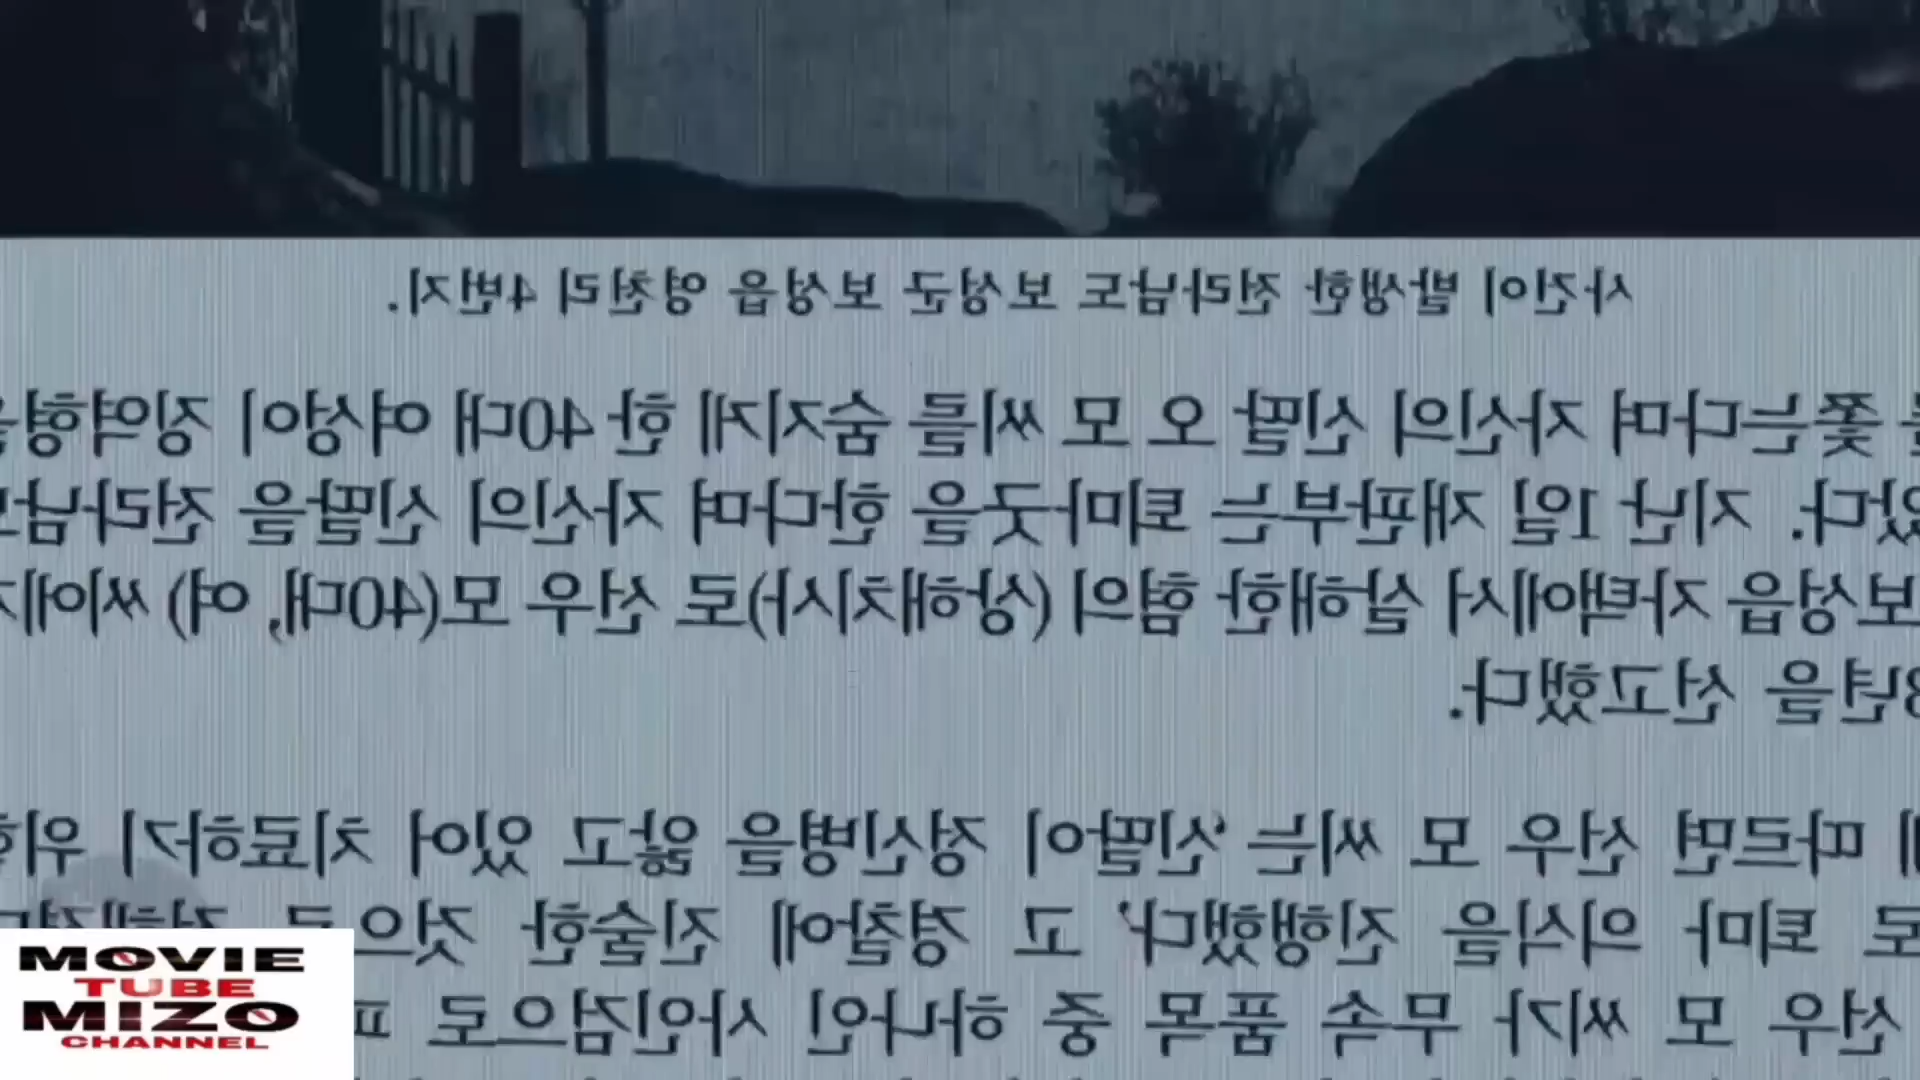 사건이 발생한 전라남도 보성군 보성읍 영천리 4번지.
쫓는다며 자신의 신딸 오 모 씨를 숨지게 한 40대 여성이 징역형
았다. 지난 1일 재판부는 퇴마굿을 한다며 자신의 신딸을 전라남
보성읍 자택에서 살해한 혐의 (상해치사)로 선우 모(40대, 여) 씨에
년을 선고했다.
따르면 선우 모 씨는 ‘신딸이 정신병을 앓고 있어 치료하기 위해
로 퇴마 의식을 진행했다’ 고 경찰에 진술한 것으로
선우 모 씨가 무속 품목 중 하나인 사인검으로
MOVIE
TUBE
MIZO
CHANNEL